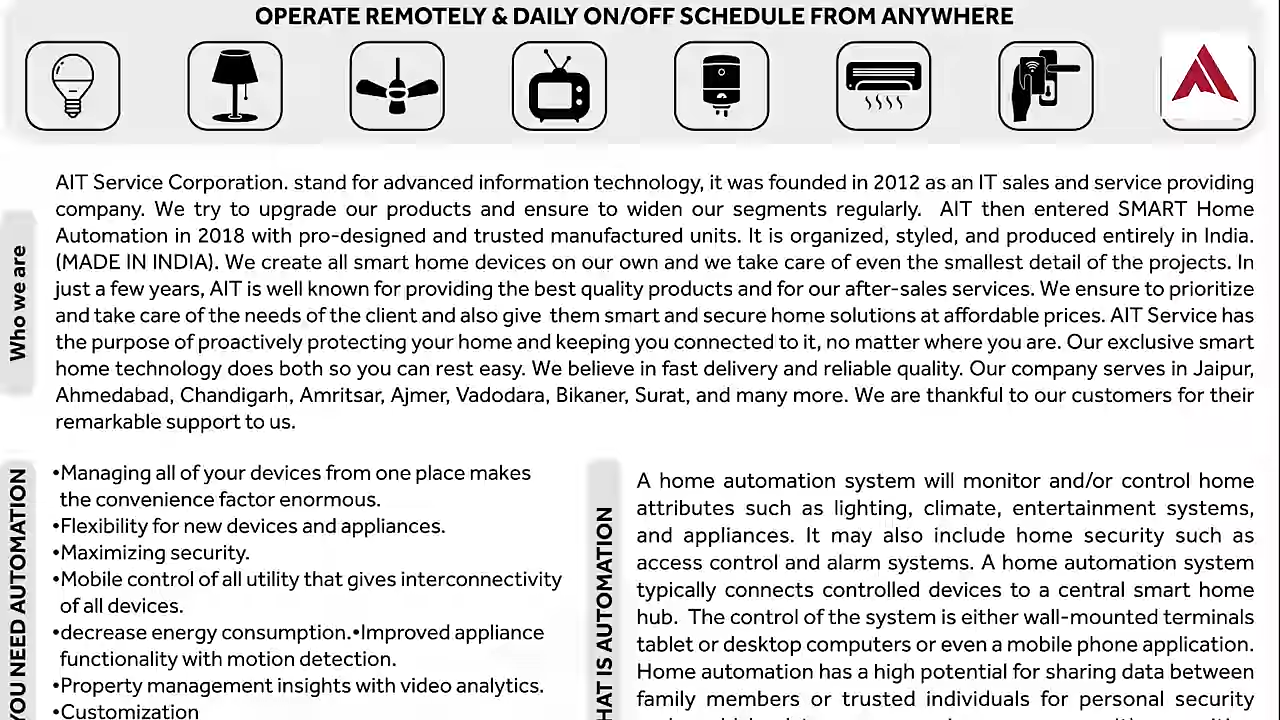 OPERATE REMOTELY & DAILY ON/OFF SCHEDULE FROM ANYWHERE
Who we are
AIT Service Corporation. stand for advanced information technology, it was founded in 2012 as an IT sales and service providing
company. We try to upgrade our products and ensure to widen our segments regularly.  AIT then entered SMART Home
Automation in 2018 with pro-designed and trusted manufactured units. It is organized, styled, and produced entirely in India.
(MADE IN INDIA). We create all smart home devices on our own and we take care of even the smallest detail of the projects. In
just a few years, AIT is well known for providing the best quality products and for our after-sales services. We ensure to prioritize
and take care of the needs of the client and also give  them smart and secure home solutions at affordable prices. AIT Service has
the purpose of proactively protecting your home and keeping you connected to it, no matter where you are. Our exclusive smart
home technology does both so you can rest easy. We believe in fast delivery and reliable quality. Our company serves in Jaipur,
Ahmedabad, Chandigarh, Amritsar, Ajmer, Vadodara, Bikaner, Surat, and many more. We are thankful to our customers for their
remarkable support to us.
YOU NEED AUTOMATION
•Managing all of your devices from one place makes
the convenience factor enormous.
•Flexibility for new devices and appliances.
•Maximizing security.
•Mobile control of all utility that gives interconnectivity
of all devices.
•decrease energy consumption.•Improved appliance
functionality with motion detection.
•Property management insights with video analytics.
•Customization
HAT IS AUTOMATION
A home automation system will monitor and/or control home
attributes such as lighting, climate, entertainment systems,
and appliances. It may also include home security such as
access control and alarm systems. A home automation system
typically connects controlled devices to a central smart home
hub.  The control of the system is either wall-mounted terminals
tablet or desktop computers or even a mobile phone application.
Home automation has a high potential for sharing data between
family members or trusted individuals for personal security